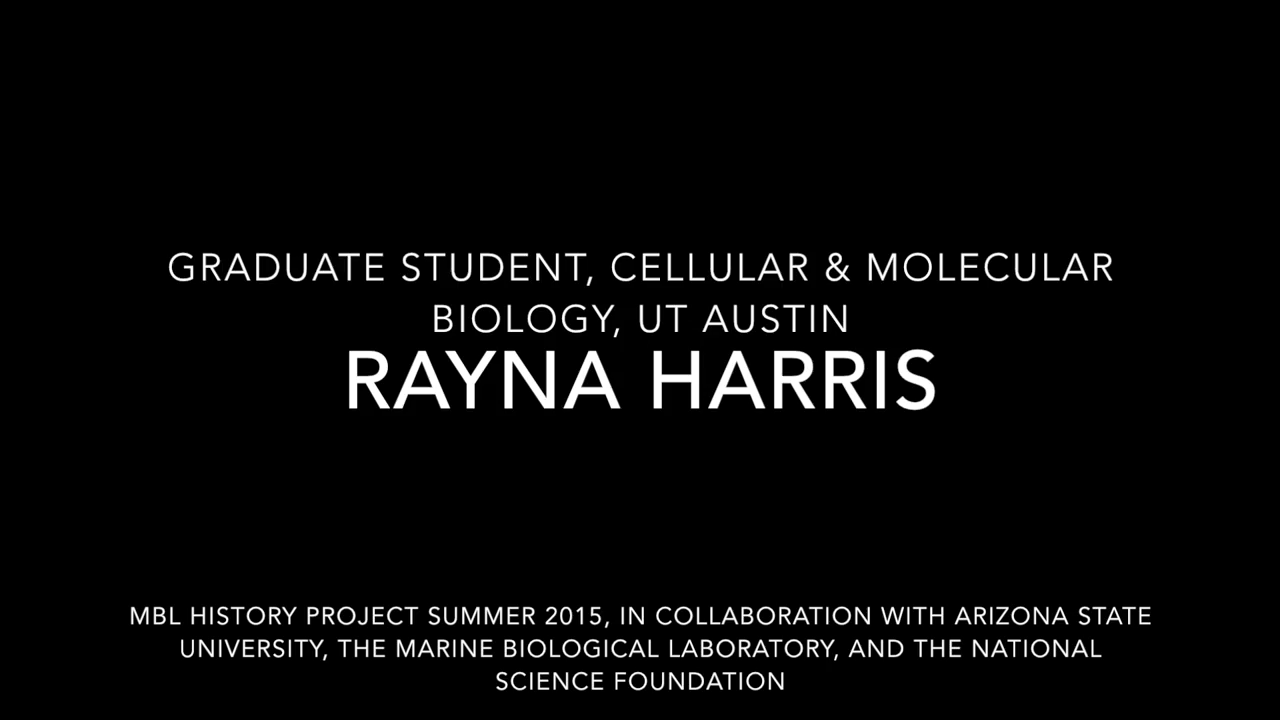 GRADUATE STUDENT, CELLULAR & MOLECULAR
BIOLOGY, UT AUSTIN
RAYNA HARRIS
MBL HISTORY PROJECT SUMMER 2015, IN COLLABORATION WITH ARIZONA STATE
UNIVERSITY, THE MARINE BIOLOGICAL LABORATORY, AND THE NATIONAL
SCIENCE FOUNDATION